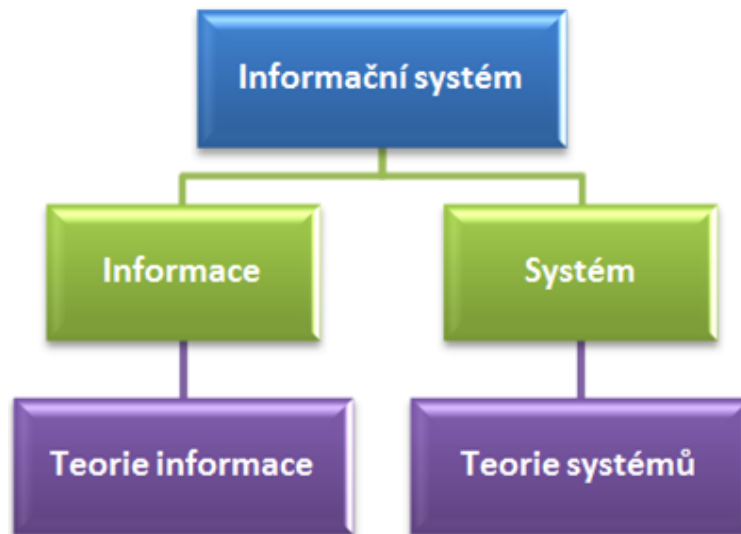 Informační systém
Informace
Systém
Teorie informace
Teorie systémů